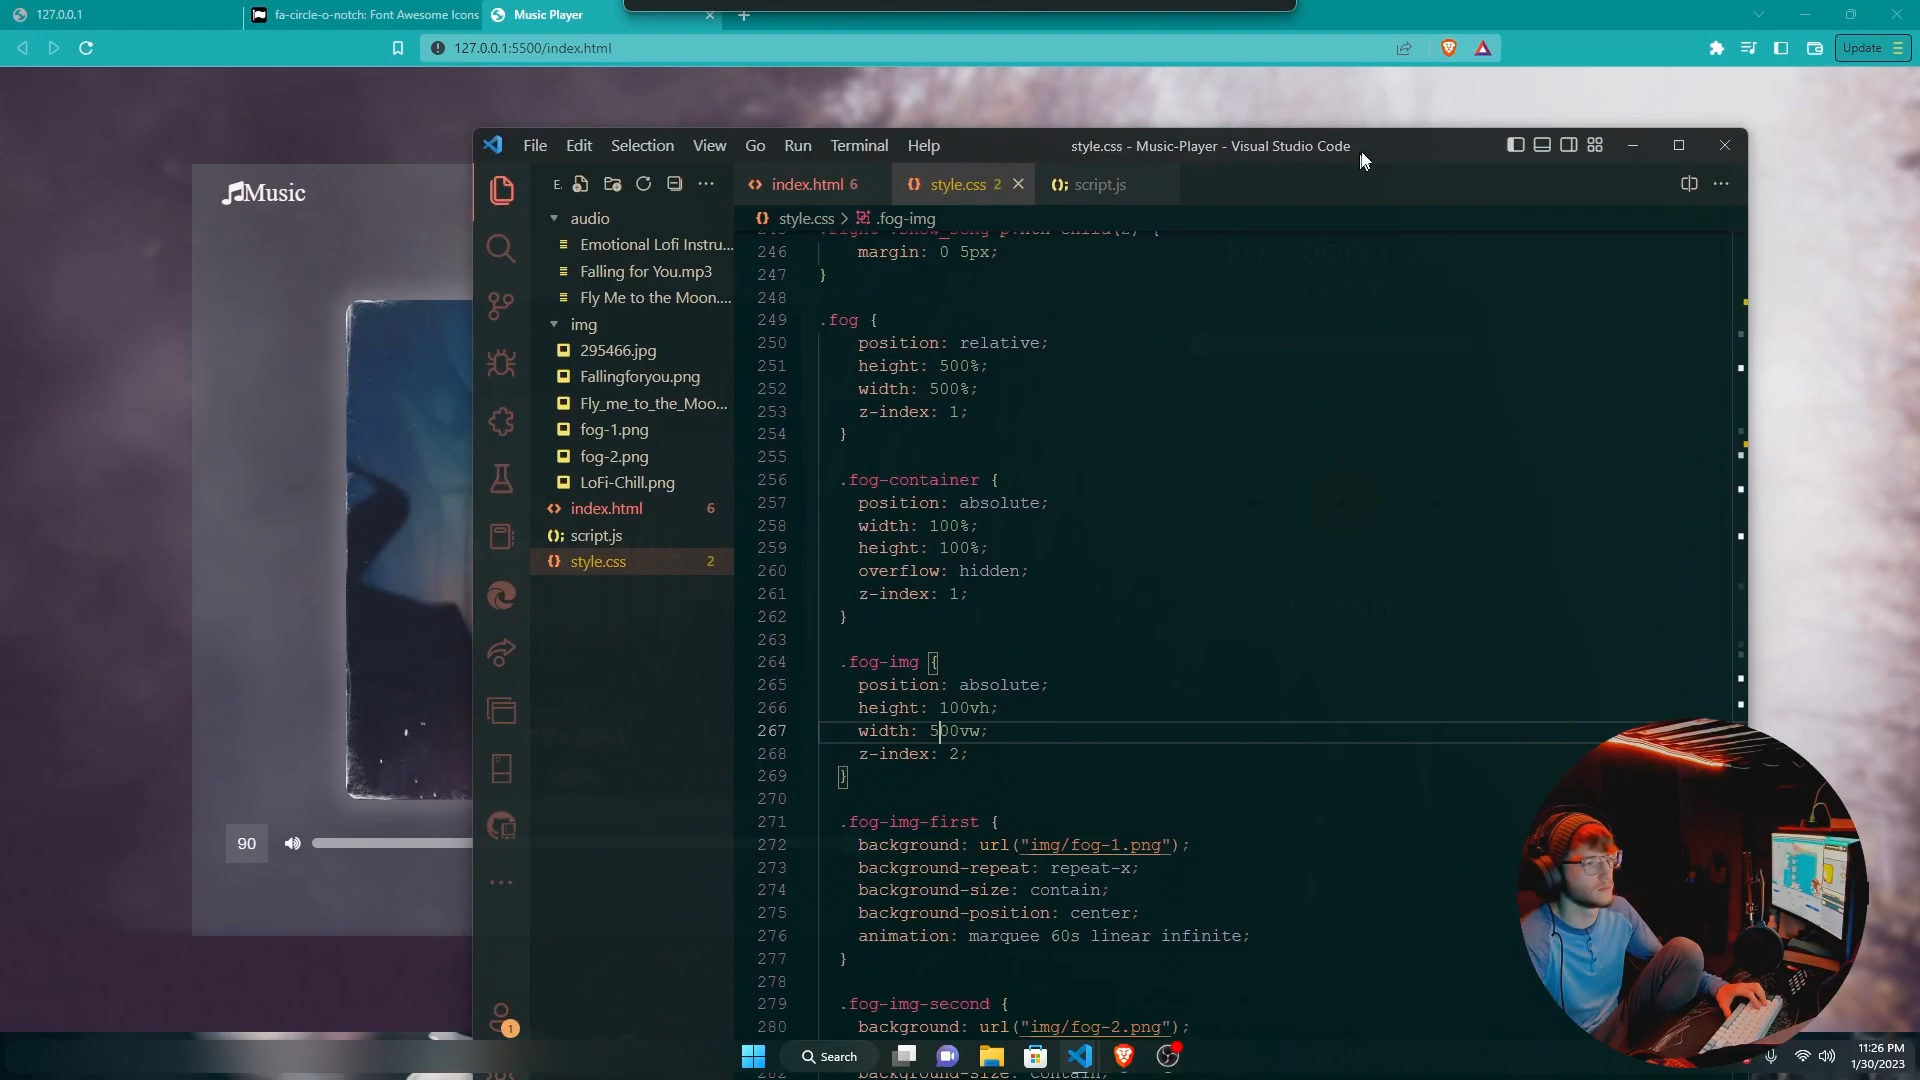 127.0.0.1
fa-circle-o-notch: Font Awesome Icons
Music Player
127.0.0.1:5500/index.html
Update
File Edit Selection View Go Run Terminal Help
style.css - Music-Player - Visual Studio Code
E.
index.html 6
style.css 2
script.js
style.css > .fog-img
Music
audio
Emotional Lofi Instru...
Falling for You.mp3
Fly Me to the Moon....
img
295466.jpg
Fallingforyou.png
Fly_me_to_the_Moo...
fog-1.png
fog-2.png
LoFi-Chill.png
index.html 6
script.js
style.css 2
246 margin: 0 5px;
247 }
248
249 .fog {
250 position: relative;
251 height: 500%;
252 width: 500%;
253 z-index: 1;
254 }
255
256 .fog-container {
257 position: absolute;
258 width: 100%;
259 height: 100%;
260 overflow: hidden;
261 z-index: 1;
262 }
263
264 .fog-img {
265 position: absolute;
266 height: 100vh;
267 width: 500vw;
268 z-index: 2;
269 }
270
271 .fog-img-first {
272 background: url("img/fog-1.png");
273 background-repeat: repeat-x;
274 background-size: contain;
275 background-position: center;
276 animation: marquee 60s linear infinite;
277 }
278
279 .fog-img-second {
280 background: url("img/fog-2.png");
90
1
Search
11:26 PM
1/30/2023